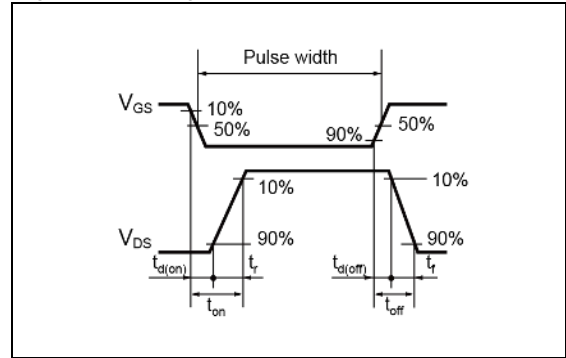 Pulse width
VGS
10%
50%
90%
50%
10%
10%
VDS
90%
90%
td(on)
tr
td(off)
tf
ton
toff